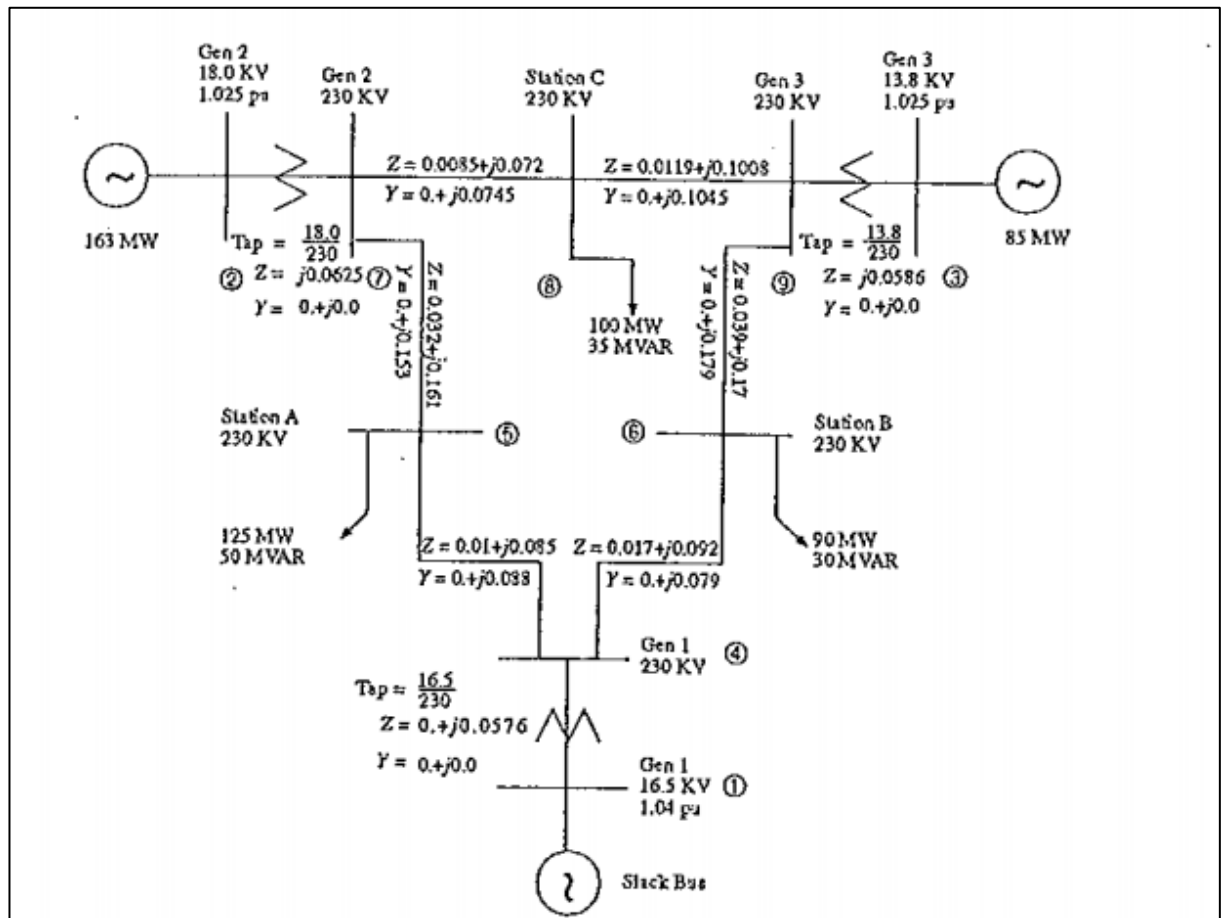 Gen 2
18.0 KV
1.025 pu
Gen 2
230 KV
Station C
230 KV
Gen 3
230 KV
Gen 3
13.8 KV
1.025 pu
Z = 0.0085+j0.072
Y = 0.+j0.0745
Z = 0.0119+j0.1008
Y = 0.+j0.1045
~
163 MW
~
85 MW
Tap = 18.0
230
② Z = j0.0625 ⑦
Y = 0.+j0.0
Z = 0.032+j0.161
Y = 0.+j0.153
⑧
100 MW
35 MVAR
Tap = 13.8
230
⑨ Z = j0.0586 ③
Y = 0.+j0.0
Z = 0.039+j0.17
Y = 0.+j0.179
Station A
230 KV
⑤
⑥
Station B
230 KV
125 MW
50 MVAR
Z = 0.01+j0.085
Y = 0.+j0.088
Z = 0.017+j0.092
Y = 0.+j0.079
90 MW
30 MVAR
Gen 1
230 KV ④
Tap = 16.5
230
Z = 0.+j0.0576
Y = 0.+j0.0
Gen 1
16.5 KV ①
1.04 pu
~
Slack Bus